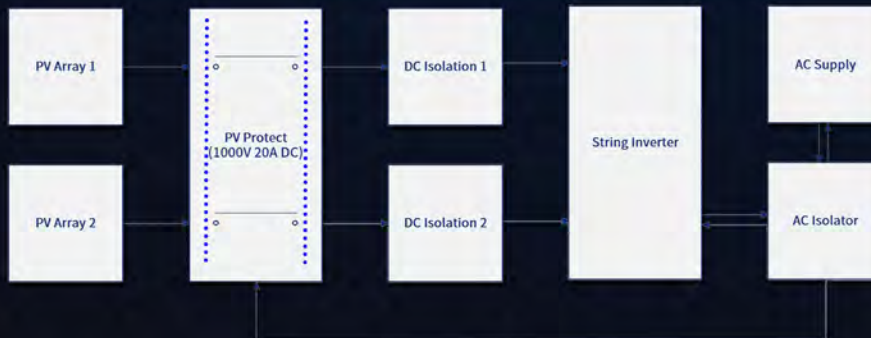 PV Array 1
DC Isolation 1
AC Supply
PV Protect
(1000V 20A DC)
String Inverter
PV Array 2
DC Isolation 2
AC Isolator